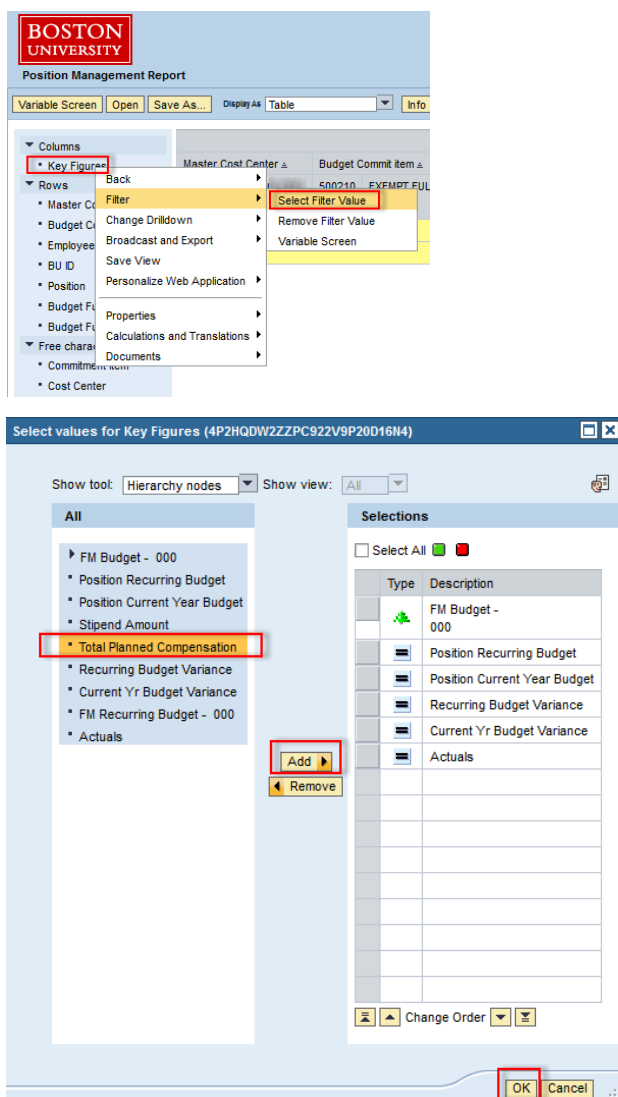 BOSTON
UNIVERSITY
Position Management Report
Variable Screen Open Save As... Display As Table Info
Columns
Key Figures
Master Cost Center Budget Commit item
Rows
Back
500210 EXEMPT FUL
Master Co
Filter
Select Filter Value
Budget Co
Change Drilldown
Remove Filter Value
Employee
Broadcast and Export
Variable Screen
BU ID
Save View
Position
Personalize Web Application
Budget Fu
Properties
Budget Fu
Calculations and Translations
Free chara
Documents
Commitment item
Cost Center
Select values for Key Figures (4P2HQDW2ZZPC922V9P20D16N4)
Show tool: Hierarchy nodes Show view: All
All
Selections
Select All
FM Budget - 000
Position Recurring Budget
Position Current Year Budget
Stipend Amount
Total Planned Compensation
Recurring Budget Variance
Current Yr Budget Variance
FM Recurring Budget - 000
Actuals
Add
Remove
Type Description
FM Budget -
000
Position Recurring Budget
Position Current Year Budget
Recurring Budget Variance
Current Yr Budget Variance
Actuals
Change Order
OK Cancel